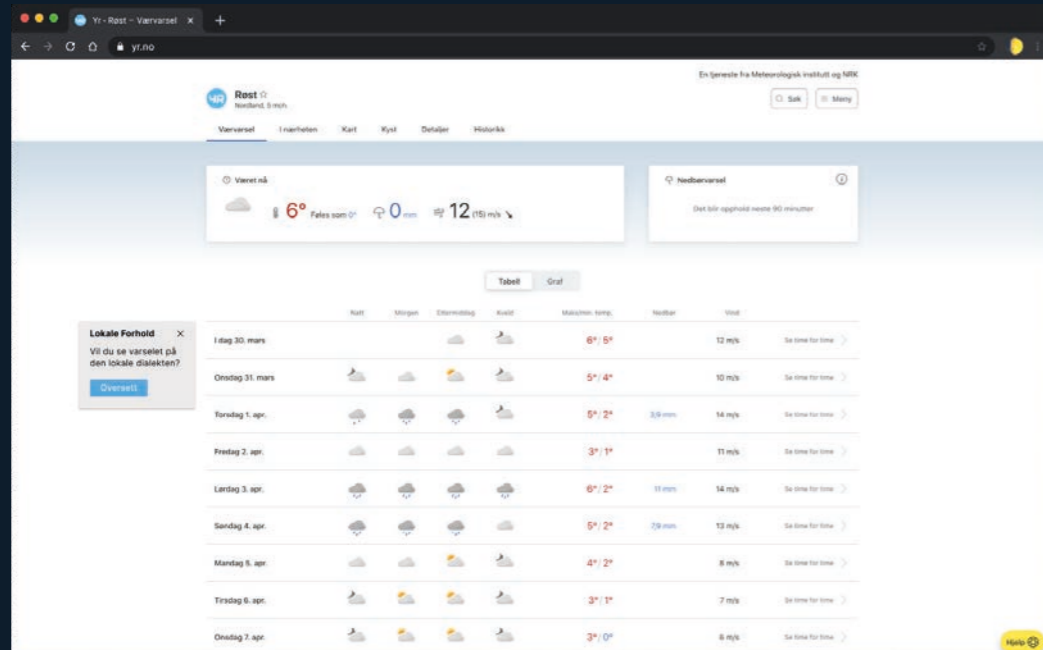 Yr - Røst – Værvarsel
yr.no
En tjeneste fra Meteorologisk institutt og NRK
YR
Røst
Nordland, 5 moh.
Søk
Meny
Værvarsel I nærheten Kart Kyst Detaljer Historikk
Været nå
6° Føles som 0° 0 mm 12 (15) m/s
Nedbørvarsel
Det blir opphold neste 90 minutter
Tabell Graf
Natt Morgen Ettermiddag Kveld Maks/min. temp. Nedbør Vind
I dag 30. mars 6°/5° 12 m/s Se time for time
Lokale Forhold
Vil du se varselet på
den lokale dialekten?
Oversett
Onsdag 31. mars 5°/4° 10 m/s Se time for time
Torsdag 1. apr. 5°/2° 3,9 mm 14 m/s Se time for time
Fredag 2. apr. 3°/1° 11 m/s Se time for time
Lørdag 3. apr. 6°/2° 11 mm 14 m/s Se time for time
Søndag 4. apr. 5°/2° 7,9 mm 13 m/s Se time for time
Mandag 5. apr. 4°/2° 8 m/s Se time for time
Tirsdag 6. apr. 3°/1° 7 m/s Se time for time
Onsdag 7. apr. 3°/0° 6 m/s Se time for time
Hjelp